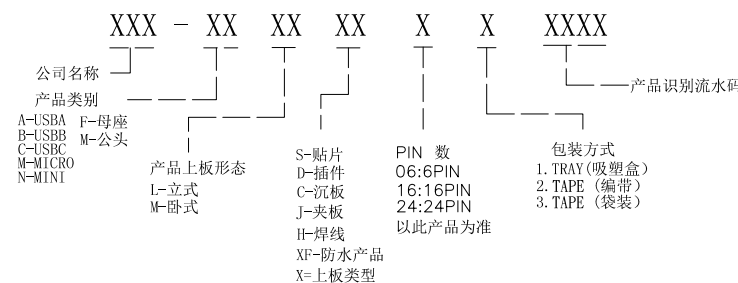 XXX-XX XX XX X X XXXX
公司名称
产品识别流水码
产品类别
A-USBA F-母座
B-USBB M-公头
C-USBC
M-MICRO
N-MINI
产品上板形态
L-立式
M-卧式
S-贴片
D-插件
C-沉板
J-夹板
H-焊线
XF-防水产品
X=上板类型
PIN 数
06:6PIN
16:16PIN
24:24PIN
以此产品为准
包装方式
1.TRAY(吸塑盒)
2.TAPE (编带)
3.TAPE (袋装)